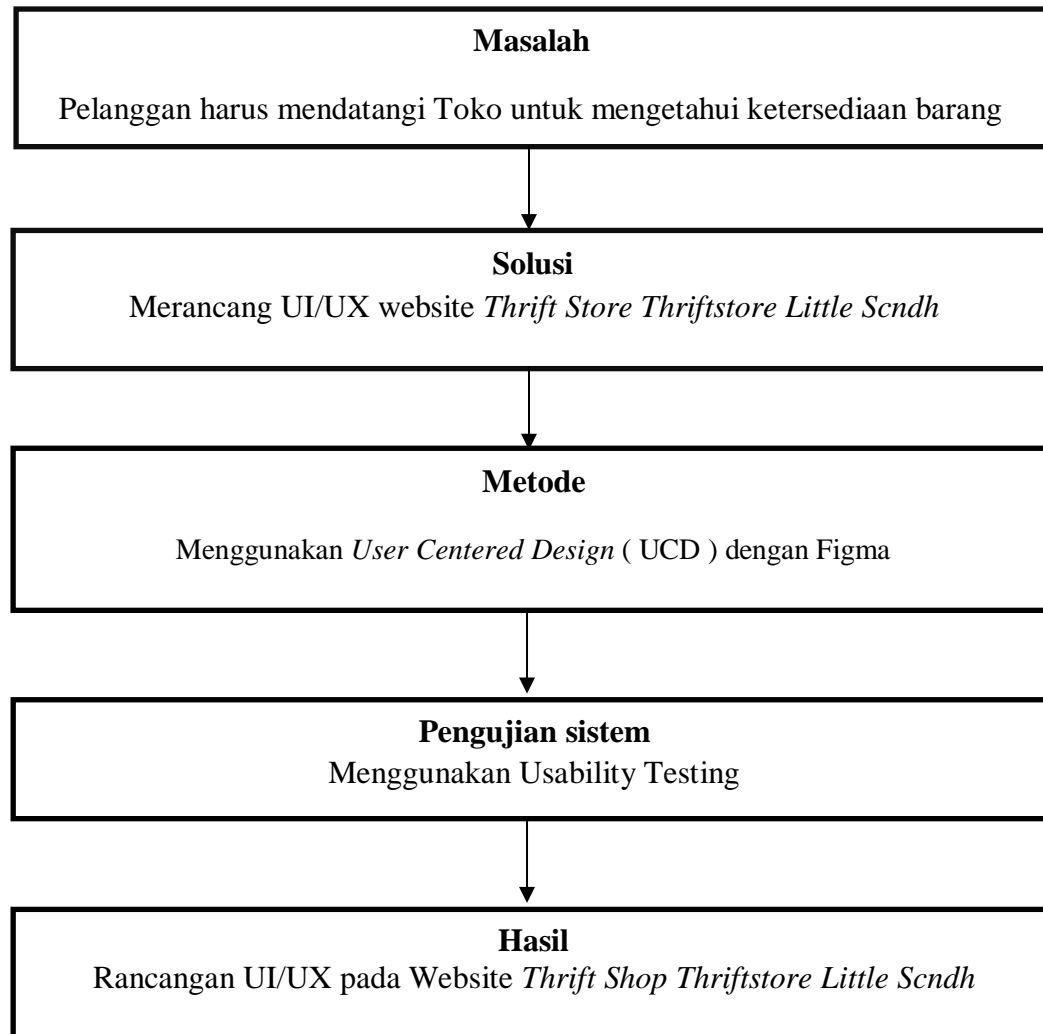 Masalah
Pelanggan harus mendatangi Toko untuk mengetahui ketersediaan barang
Solusi
Merancang UI/UX website Thrift Store Thriftstore Little Scndh
Metode
Menggunakan User Centered Design ( UCD ) dengan Figma
Pengujian sistem
Menggunakan Usability Testing
Hasil
Rancangan UI/UX pada Website Thrift Shop Thriftstore Little Scndh